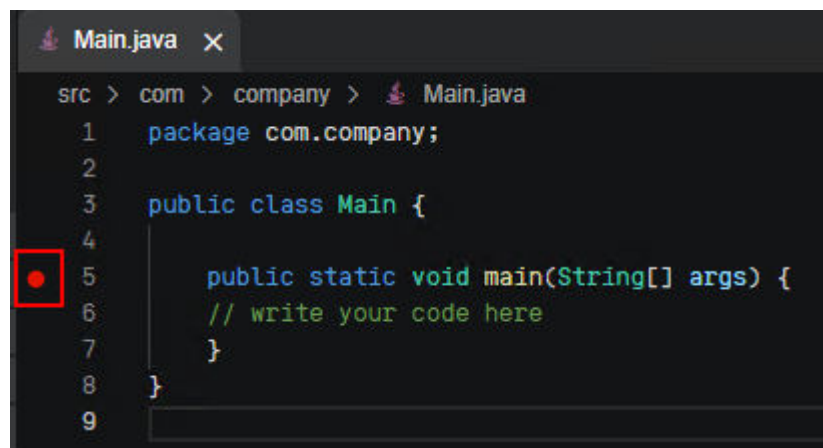 Main.java
src > com > company > Main.java
1 package com.company;
2
3 public class Main {
4
5 public static void main(String[] args) {
6 // write your code here
7 }
8 }
9